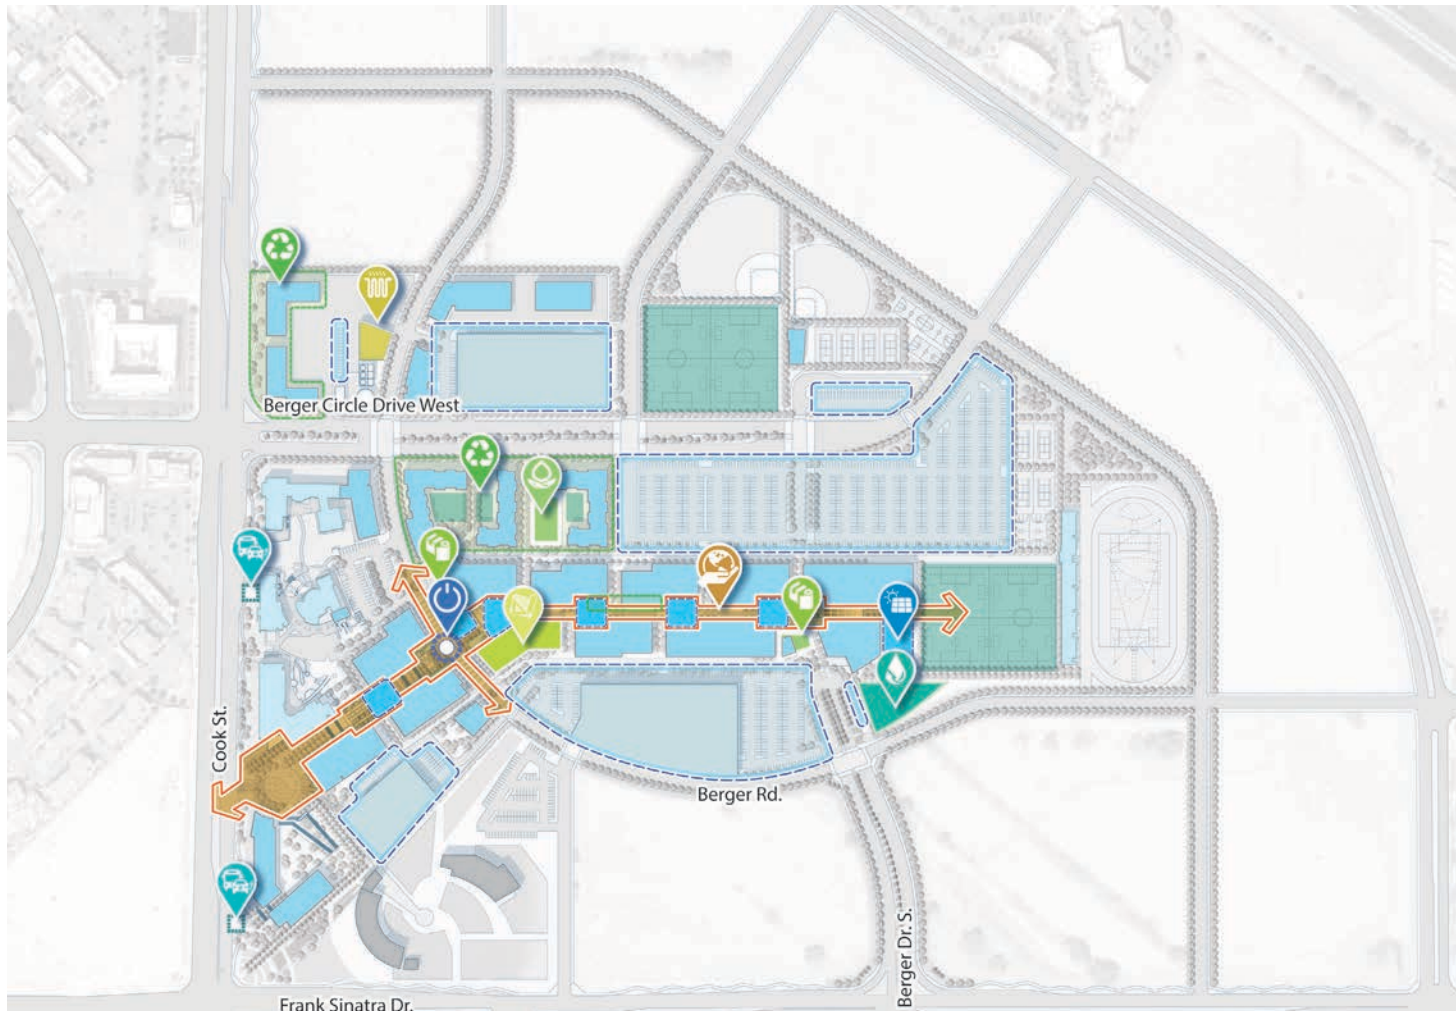 Berger Circle Drive West
Cook St.
Berger Rd.
Berger Dr. S.
Frank Sinatra Dr.